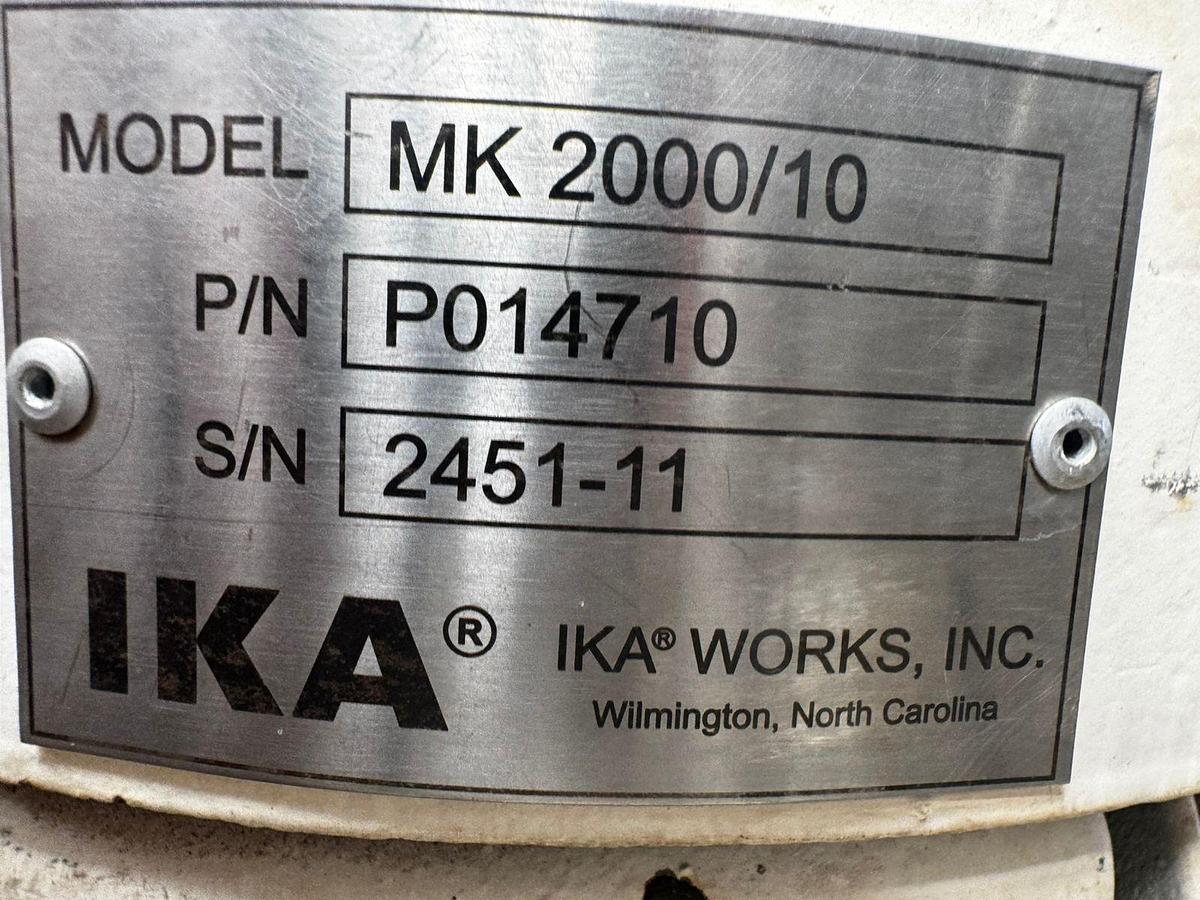 MODEL MK 2000/10
P/N P014710
S/N 2451-11
IKA® IKA® WORKS, INC.
Wilmington, North Carolina